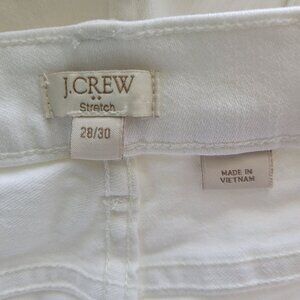 J.CREW
Stretch
28/30
MADE IN
VIETNAM